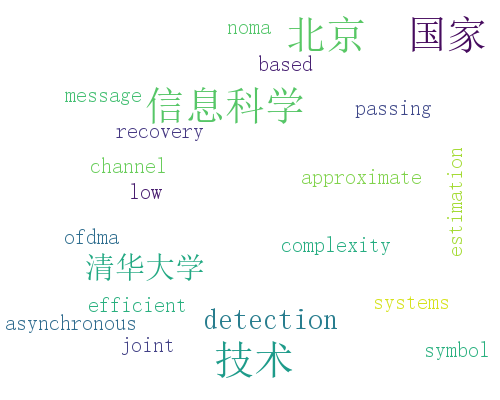 noma
北京
国家
based
message
信息科学
passing
recovery
channel
approximate
low
estimation
ofdma
complexity
清华大学
efficient
systems
asynchronous
detection
joint
技术
symbol